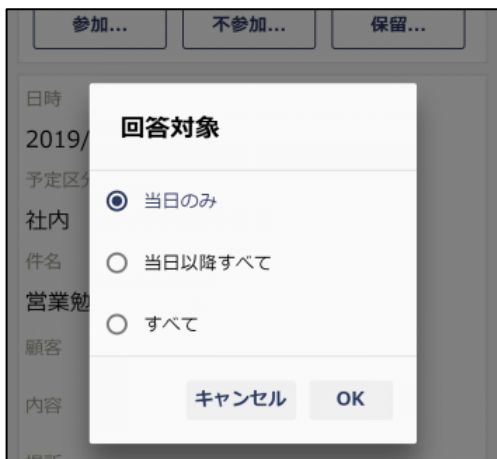 参加...
不参加...
保留...
日時
2019/
予定区分
社内
件名
営業勉
顧客
内容
場所
回答対象
当日のみ
当日以降すべて
すべて
キャンセル
OK